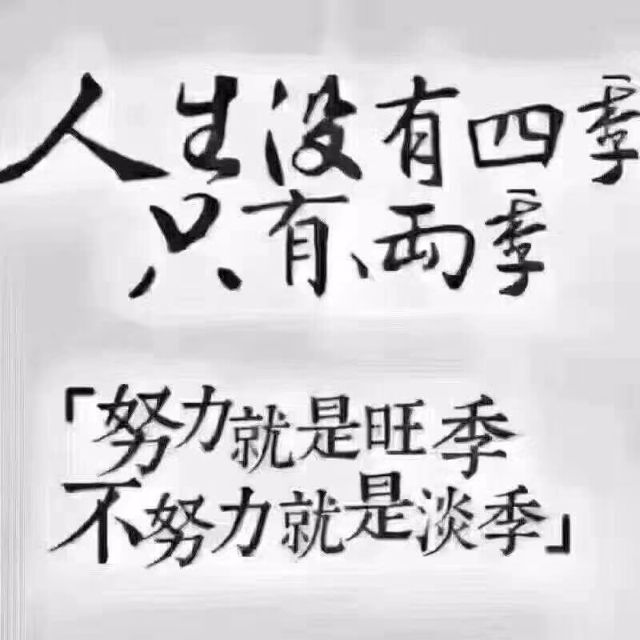 人生没有四季
只有、两季
「努力就是旺季
不努力就是淡季」